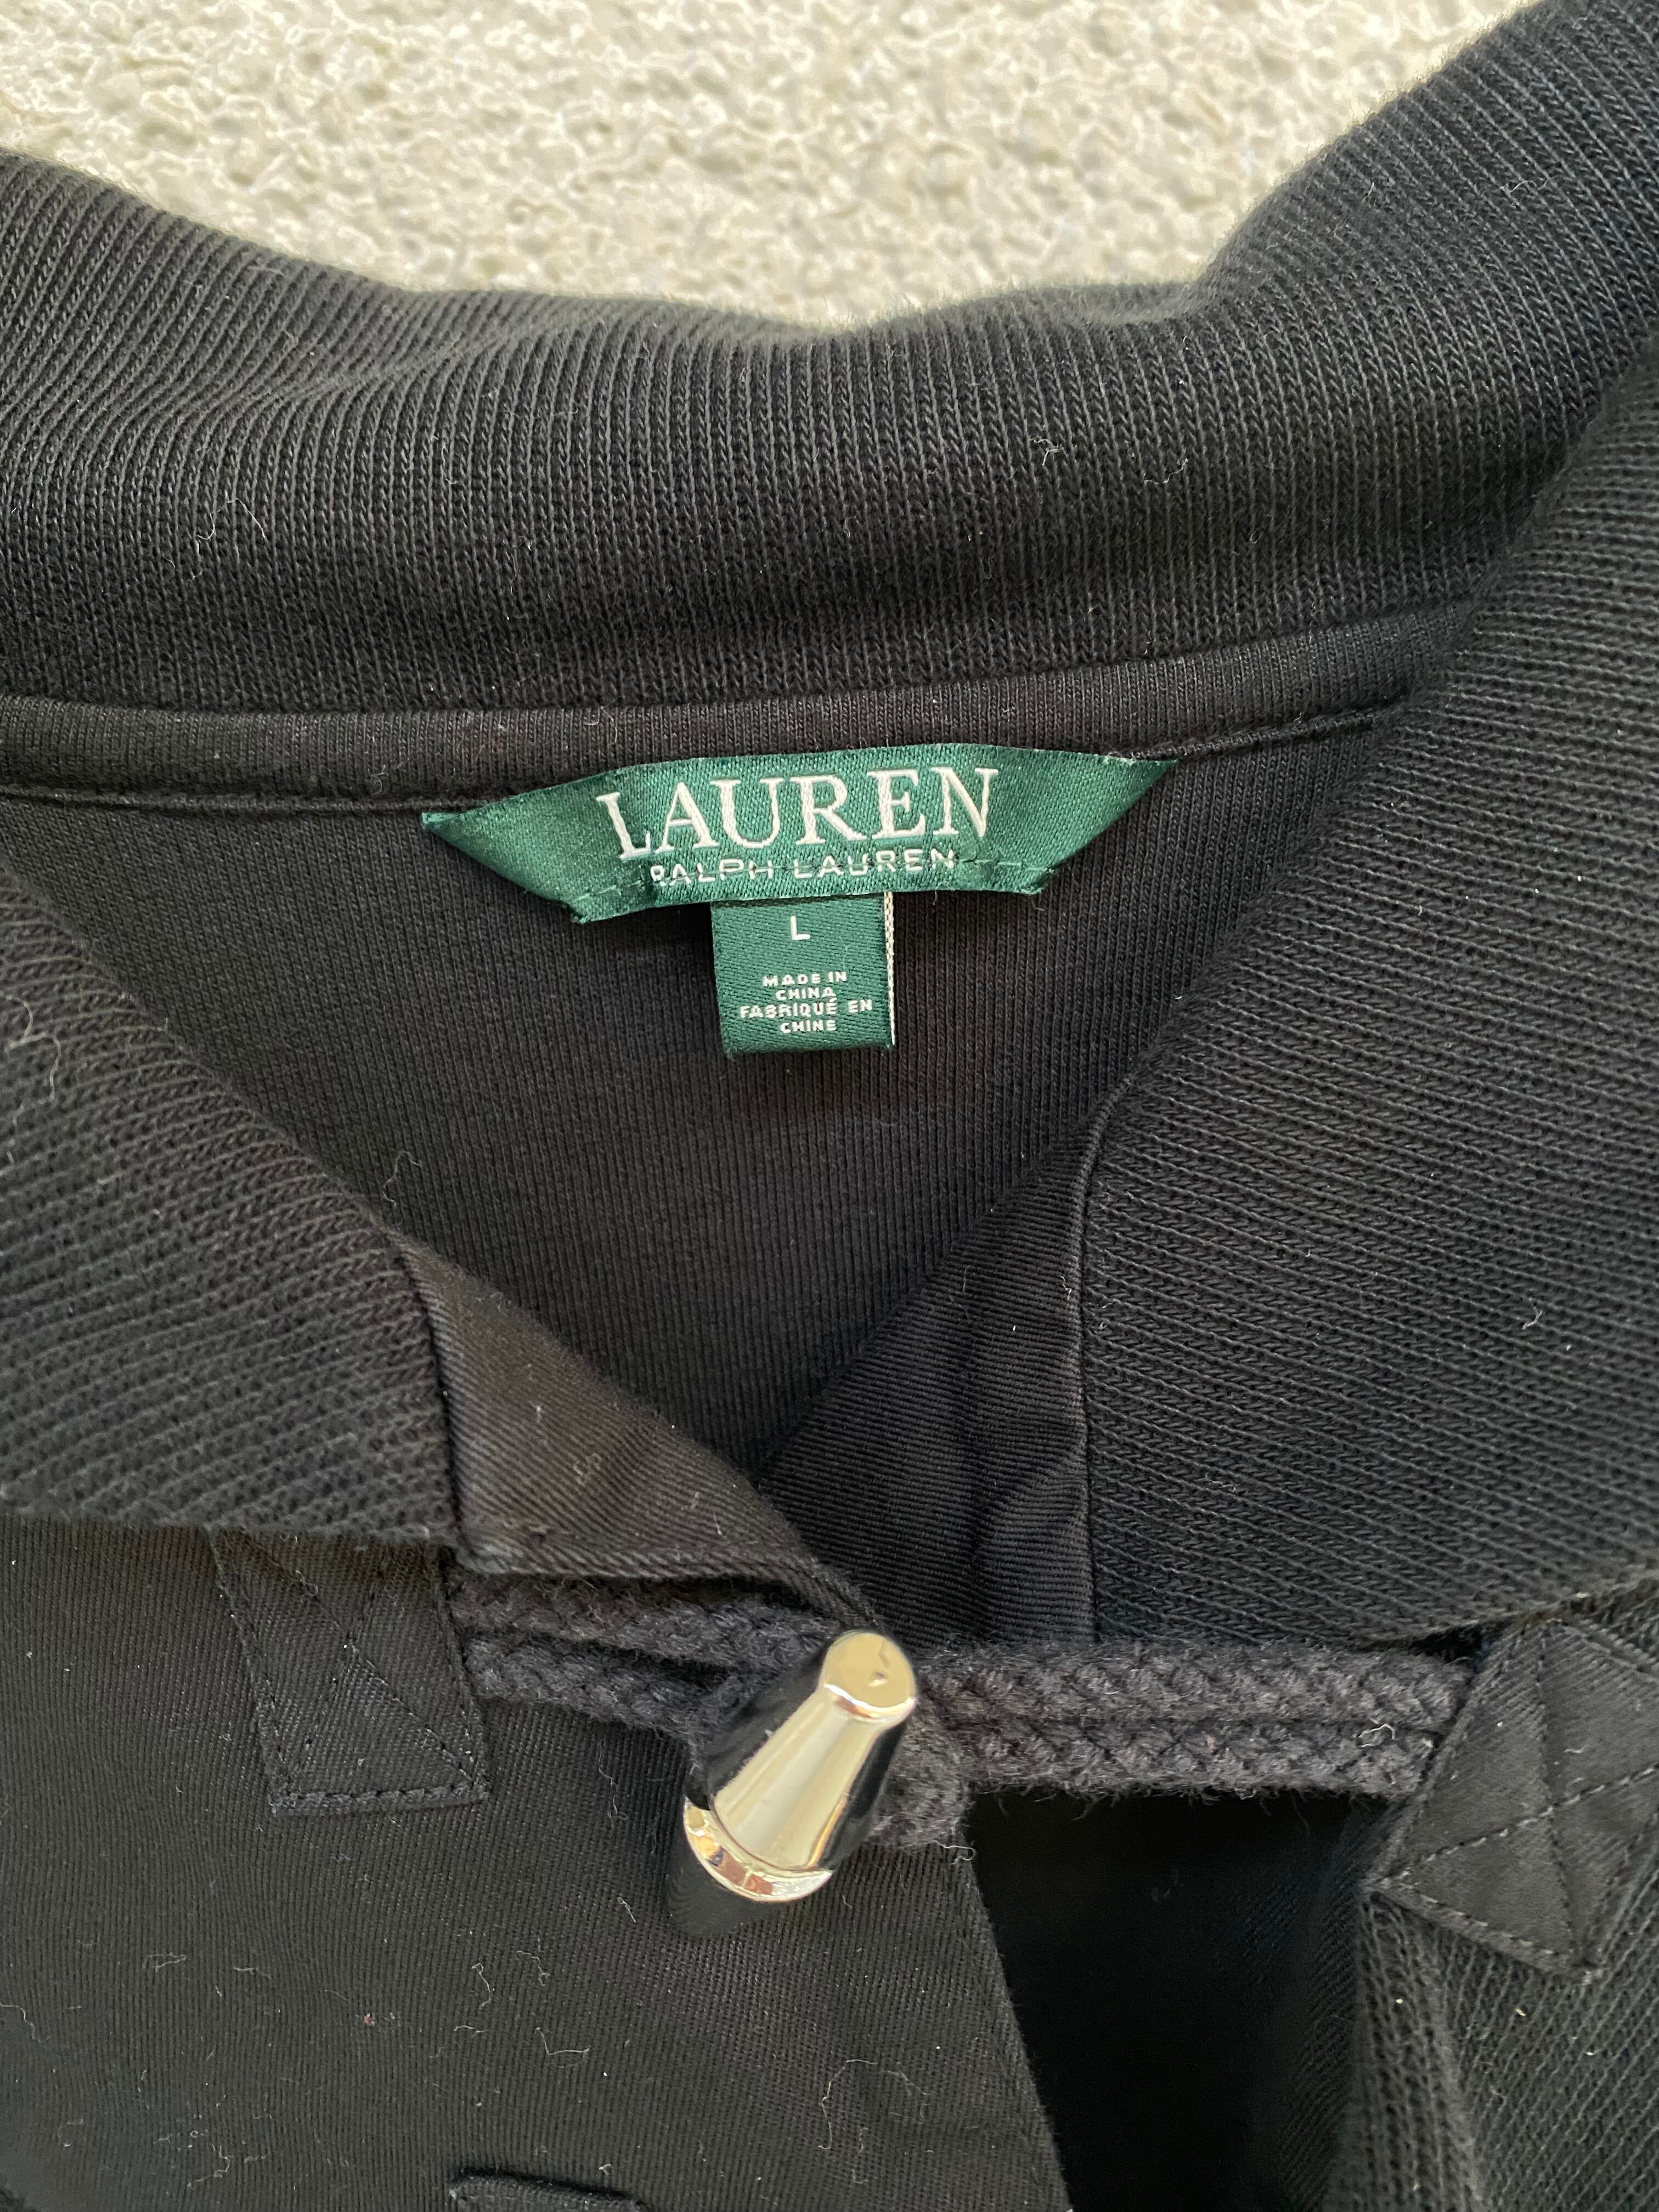 LAUREN
RALPH LAUREN
L
MADE IN
CHINA
FABRIQUÉ EN
CHINE